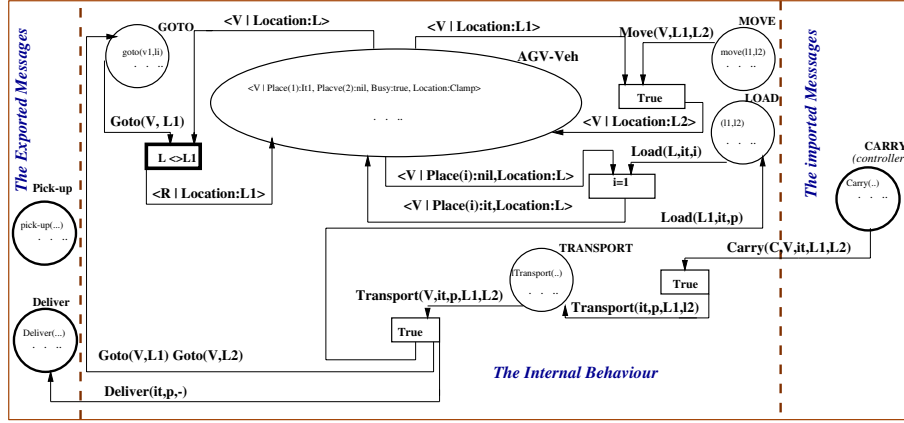 The Exported Messages
GOTO
goto(v1,li)
. . ..
<V | Location:L>
<V | Location:L1>
Move(V,L1,L2)
MOVE
move(l1,l2)
. . ..
AGV-Veh
<V | Place(1):It1, Placve(2):nil, Busy:true, Location:Clamp>
. . ..
True
<V | Location:L2>
LOAD
(l1,l2)
. . ..
The imported Messsages
Goto(V, L1)
L <>L1
<R | Location:L1>
<V | Place(i):nil,Location:L>
Load(L,it,i)
i=1
<V | Place(i):it,Location:L>
Load(L1,it,p)
CARRY
(controller)
Carry(..)
. . ..
Pick-up
pick-up(...)
. . ..
Carry(C,V,it,L1,L2)
TRANSPORT
lTransport(..)
. . ..
True
Transport(it,p,L1,l2)
Transport(V,it,p,L1,L2)
True
Deliver
Deliver(...)
. . ..
Goto(V,L1) Goto(V,L2)
The Internal Behaviour
Deliver(it,p,-)